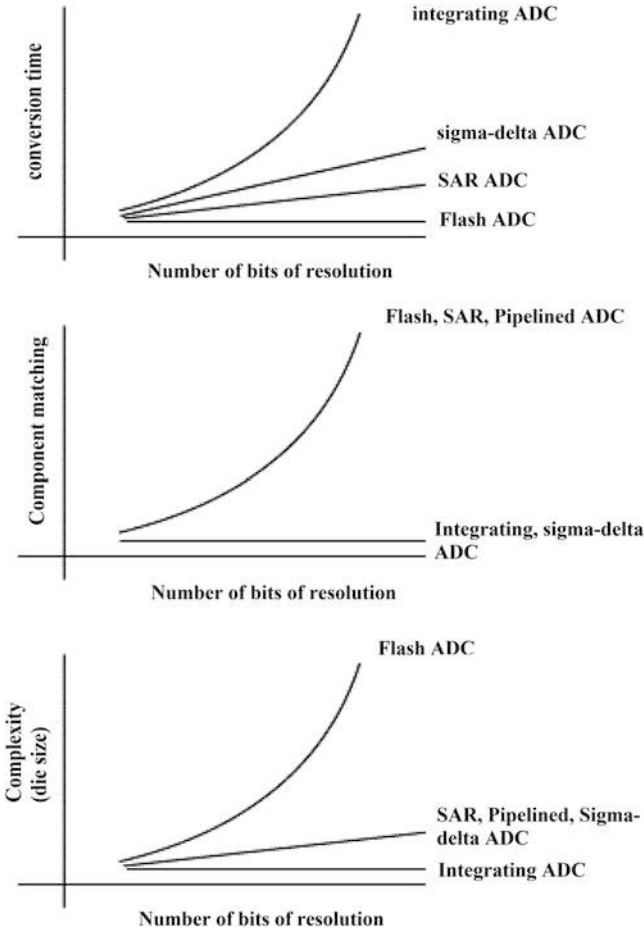 integrating ADC
conversion time
sigma-delta ADC
SAR ADC
Flash ADC
Number of bits of resolution
Flash, SAR, Pipelined ADC
Component matching
Integrating, sigma-delta
ADC
Number of bits of resolution
Flash ADC
Complexity
(die size)
SAR, Pipelined, Sigma-
delta ADC
Integrating ADC
Number of bits of resolution